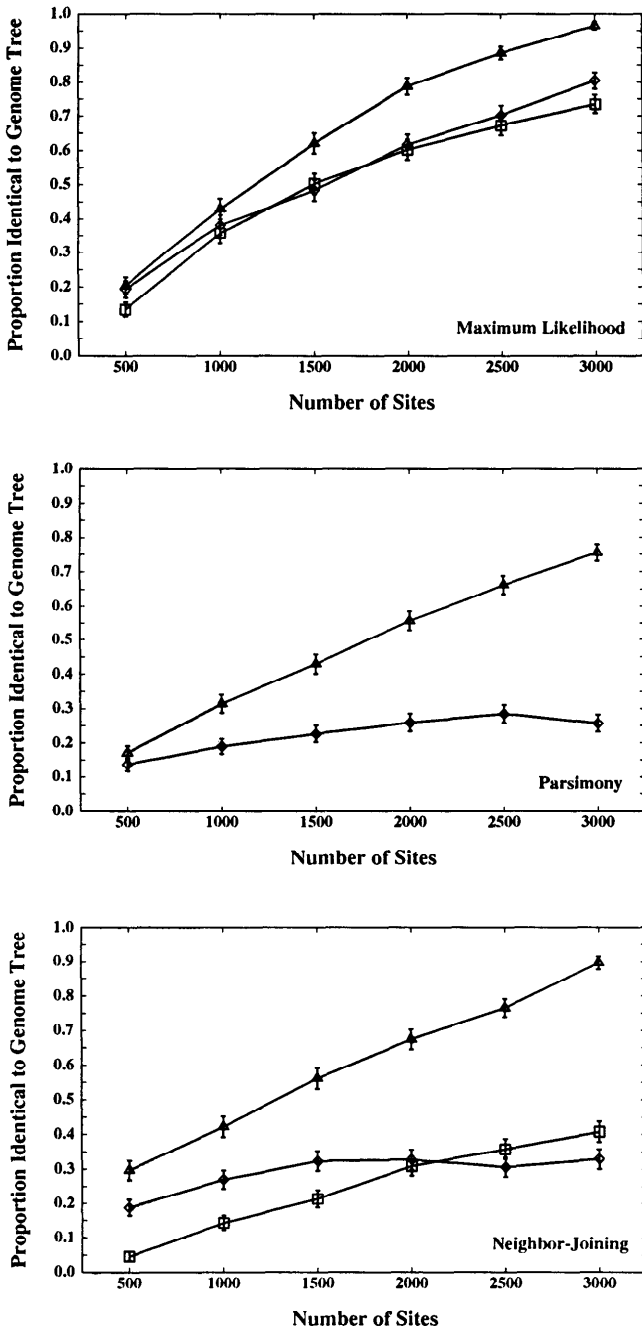 Proportion Identical to Genome Tree
1.0
0.9
0.8
0.7
0.6
0.5
0.4
0.3
0.2
0.1
0.0
500 1000 1500 2000 2500 3000
Maximum Likelihood
Number of Sites
Proportion Identical to Genome Tree
1.0
0.9
0.8
0.7
0.6
0.5
0.4
0.3
0.2
0.1
0.0
500 1000 1500 2000 2500 3000
Parsimony
Number of Sites
Proportion Identical to Genome Tree
1.0
0.9
0.8
0.7
0.6
0.5
0.4
0.3
0.2
0.1
0.0
500 1000 1500 2000 2500 3000
Neighbor-Joining
Number of Sites